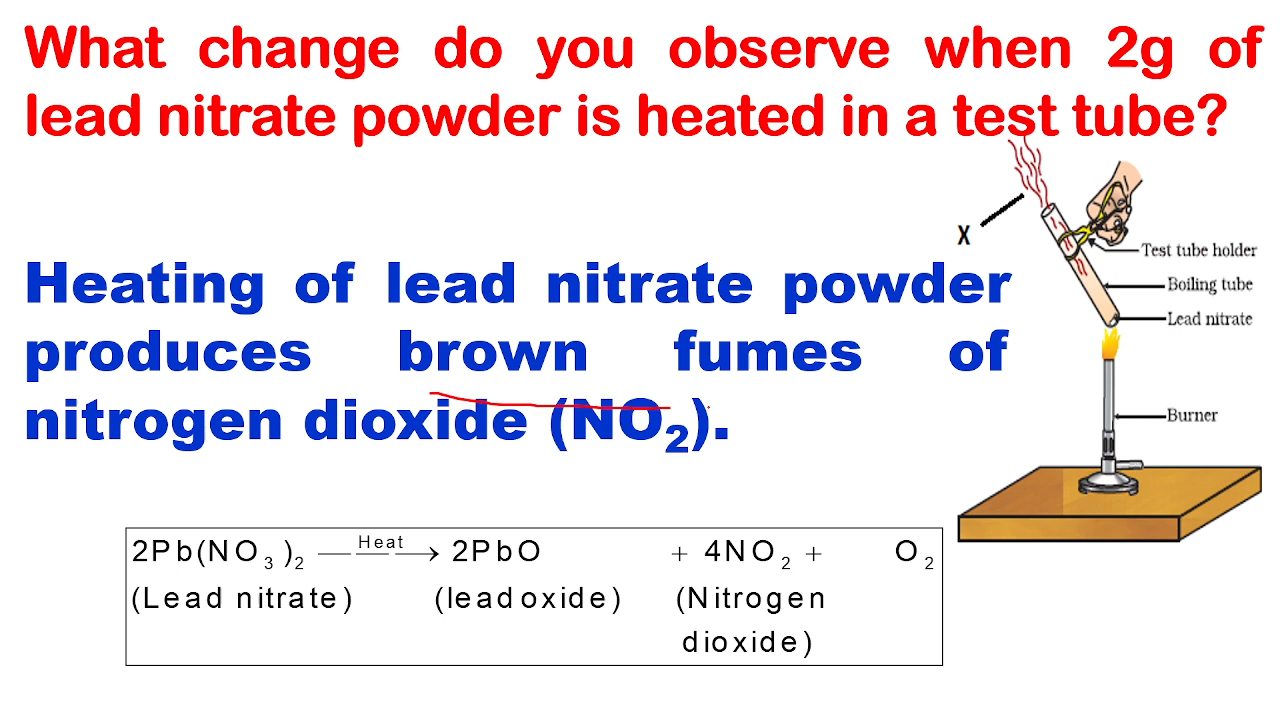 What change do you observe when 2g of
lead nitrate powder is heated in a test tube?
X
Test tube holder
Boiling tube
Lead nitrate
Burner
Heating of lead nitrate powder
produces brown fumes of
nitrogen dioxide (NO₂).
2Pb(NO₃)₂ —Heat→ 2PbO + 4NO₂ + O₂
(Lead nitrate) (lead oxide) (Nitrogen
dioxide)